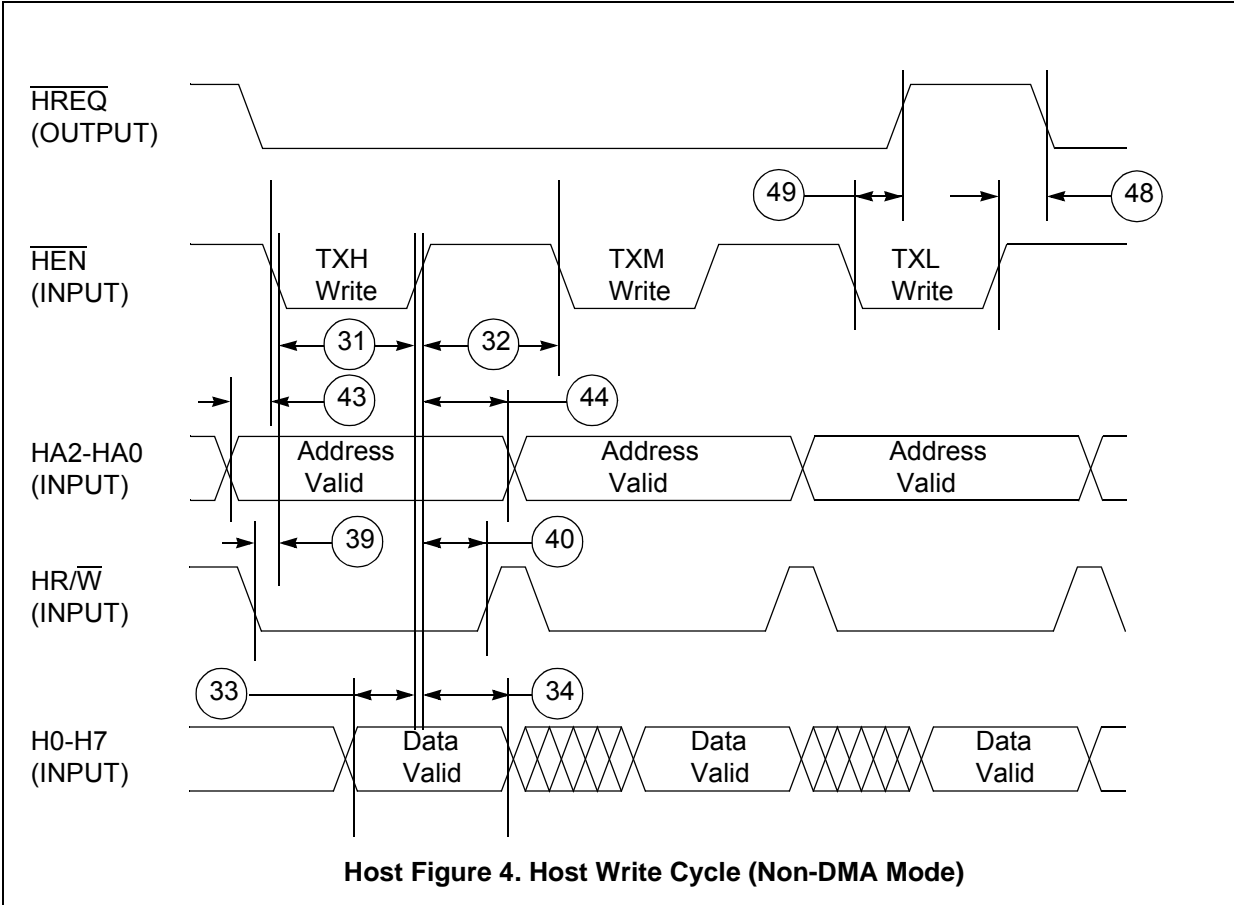 HREQ
(OUTPUT)
49
48
HEN
(INPUT)
TXH
Write
TXM
Write
TXL
Write
31
32
43
44
HA2-HA0
(INPUT)
Address
Valid
Address
Valid
Address
Valid
39
40
HR/W
(INPUT)
33
34
H0-H7
(INPUT)
Data
Valid
Data
Valid
Data
Valid
Host Figure 4. Host Write Cycle (Non-DMA Mode)